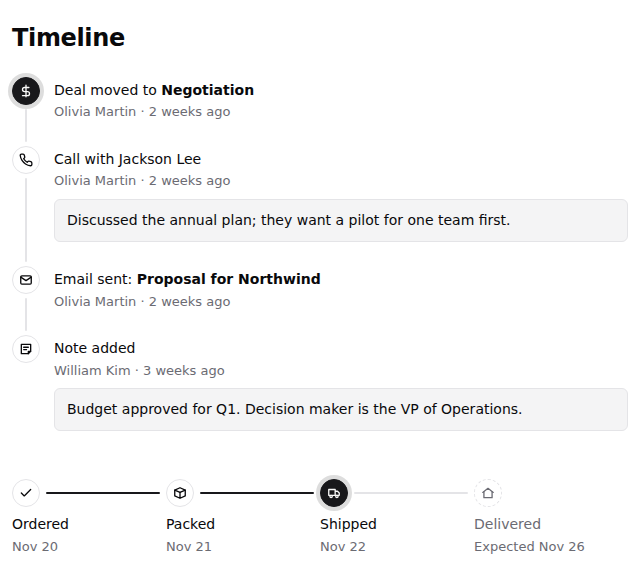 Timeline
Deal moved to Negotiation
Olivia Martin · 2 weeks ago
Call with Jackson Lee
Olivia Martin · 2 weeks ago
Discussed the annual plan; they want a pilot for one team first.
Email sent: Proposal for Northwind
Olivia Martin · 2 weeks ago
Note added
William Kim · 3 weeks ago
Budget approved for Q1. Decision maker is the VP of Operations.
Ordered Packed Shipped Delivered
Nov 20 Nov 21 Nov 22 Expected Nov 26